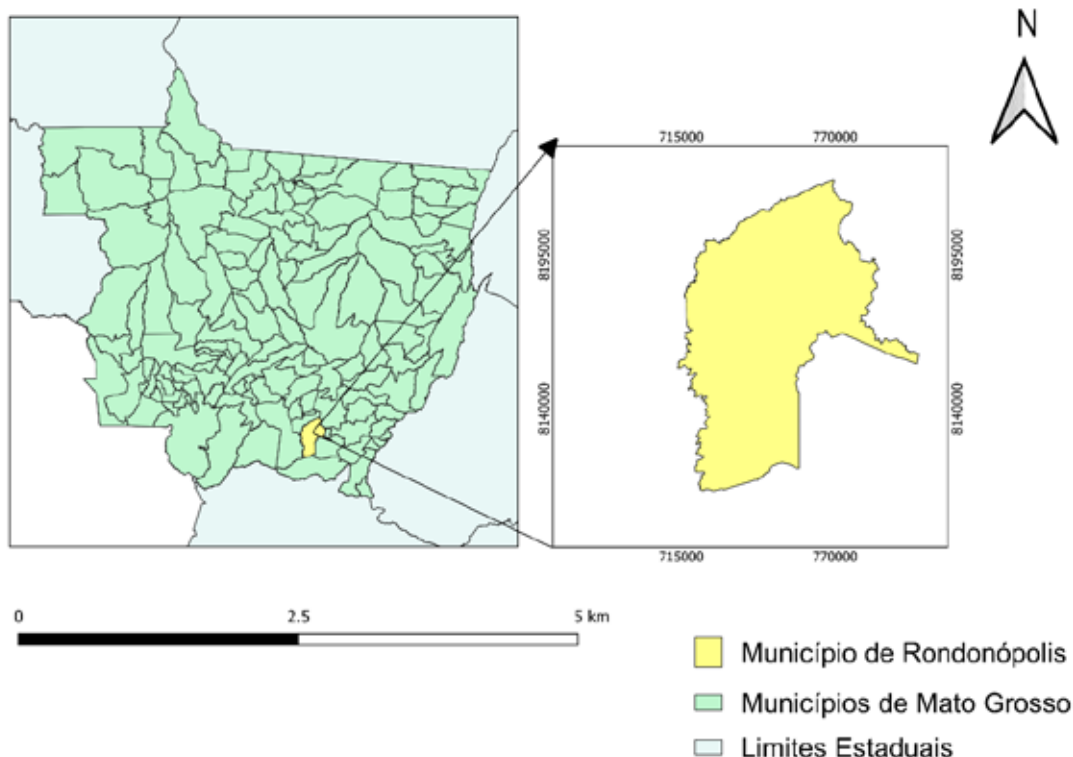 N
715000 770000
8195000 8195000
8140000 8140000
715000 770000
0 2.5 5 km
Município de Rondonópolis
Municípios de Mato Grosso
Limites Estaduais